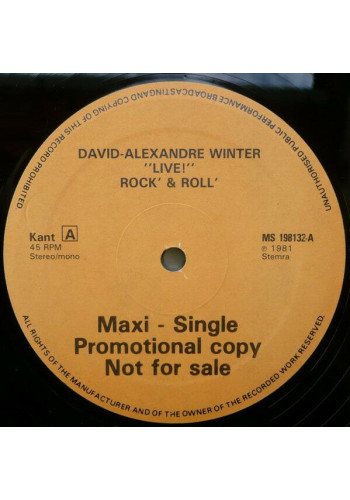 UNAUTHORISED PUBLIC PERFORMANCE BROADCASTING AND COPYING OF THIS RECORD PROHIBITED
DAVID-ALEXANDRE WINTER
"LIVE!"
ROCK' & ROLL'
Kant A
MS 198132-A
45 RPM
℗ 1981
Stereo/mono
Stemra.
Maxi - Single
Promotional copy
Not for sale
ALL RIGHTS OF THE MANUFACTURER AND OF THE OWNER OF THE RECORDED WORK RESERVED.